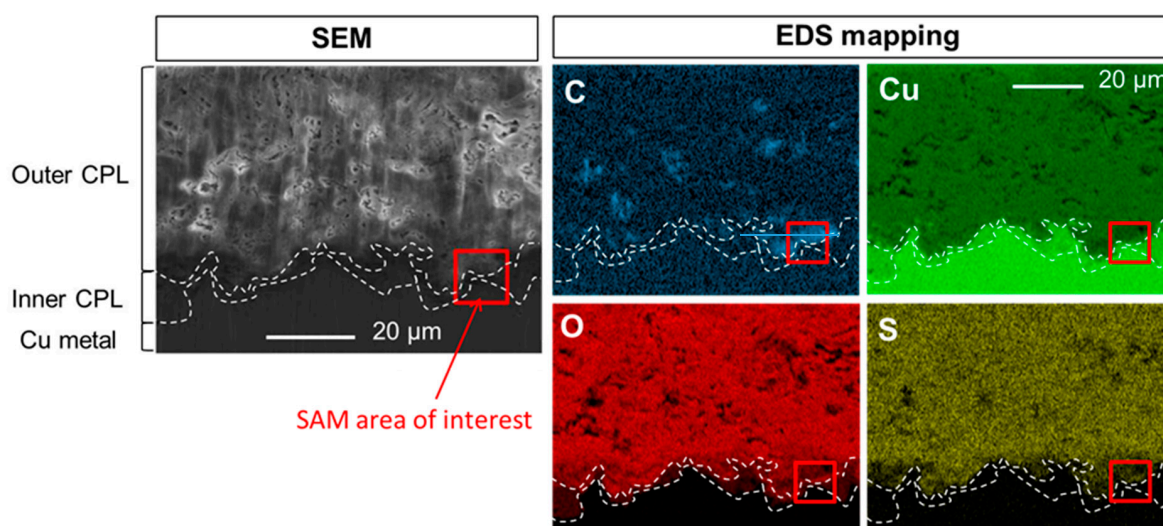 SEM
EDS mapping
Outer CPL
Inner CPL
Cu metal
20 µm
SAM area of interest
C
Cu
20 µm
O
S